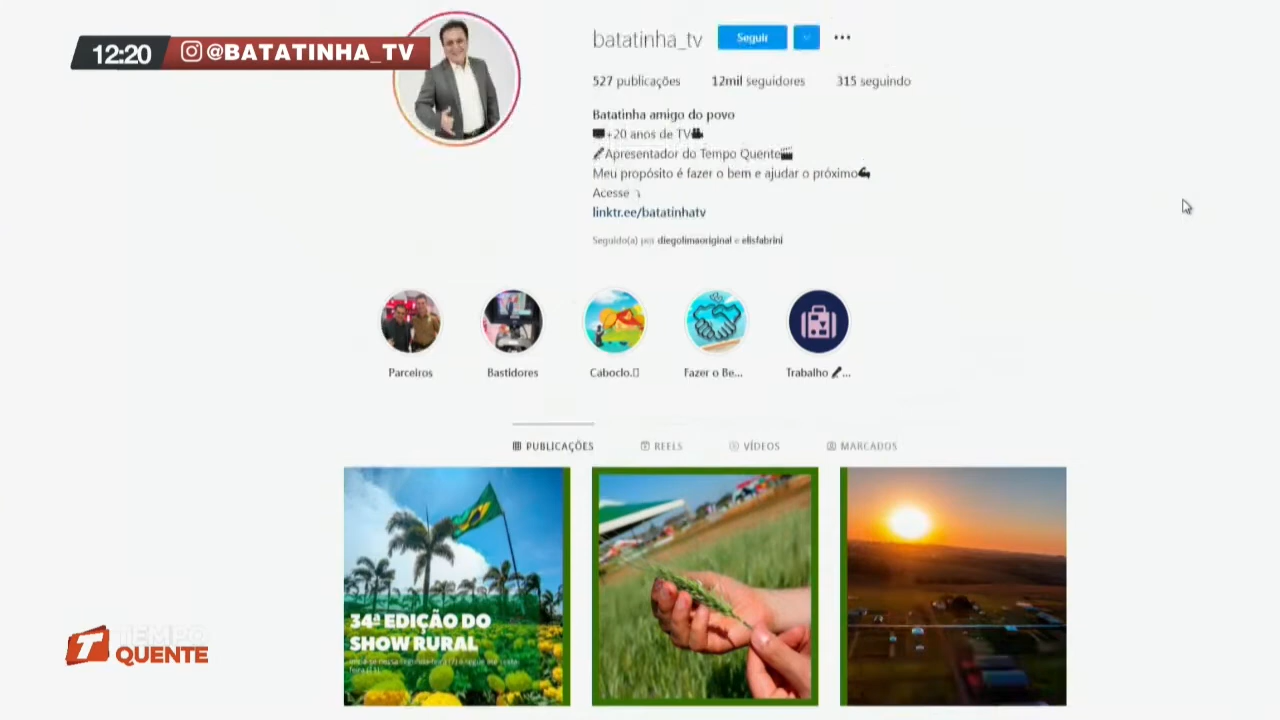 12:20 @BATATINHA_TV
batatinha_tv Seguir
527 publicações 12mil seguidores 315 seguindo
Batatinha amigo do povo
+20 anos de TV
Apresentador do Tempo Quente
Meu propósito é fazer o bem e ajudar o próximo
Acesse
linktr.ee/batatinhatv
Seguido(a) por diegolimaoriginal e elisfabrini
Parceiros Bastidores Caboclo. Fazer o Be... Trabalho ...
PUBLICAÇÕES REELS VÍDEOS MARCADOS
34ª EDIÇÃO DO
SHOW RURAL
T TEMPO
QUENTE